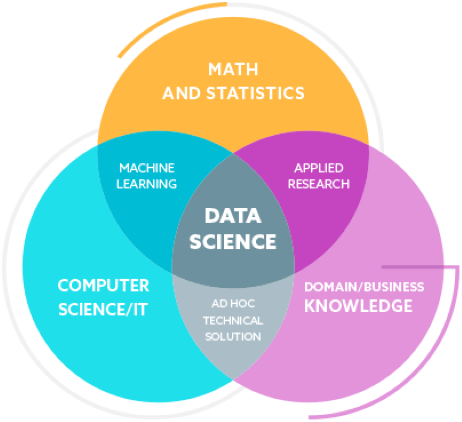 MATH
AND STATISTICS
MACHINE
LEARNING
APPLIED
RESEARCH
DATA
SCIENCE
COMPUTER
SCIENCE/IT
DOMAIN/BUSINESS
KNOWLEDGE
AD HOC
TECHNICAL
SOLUTION